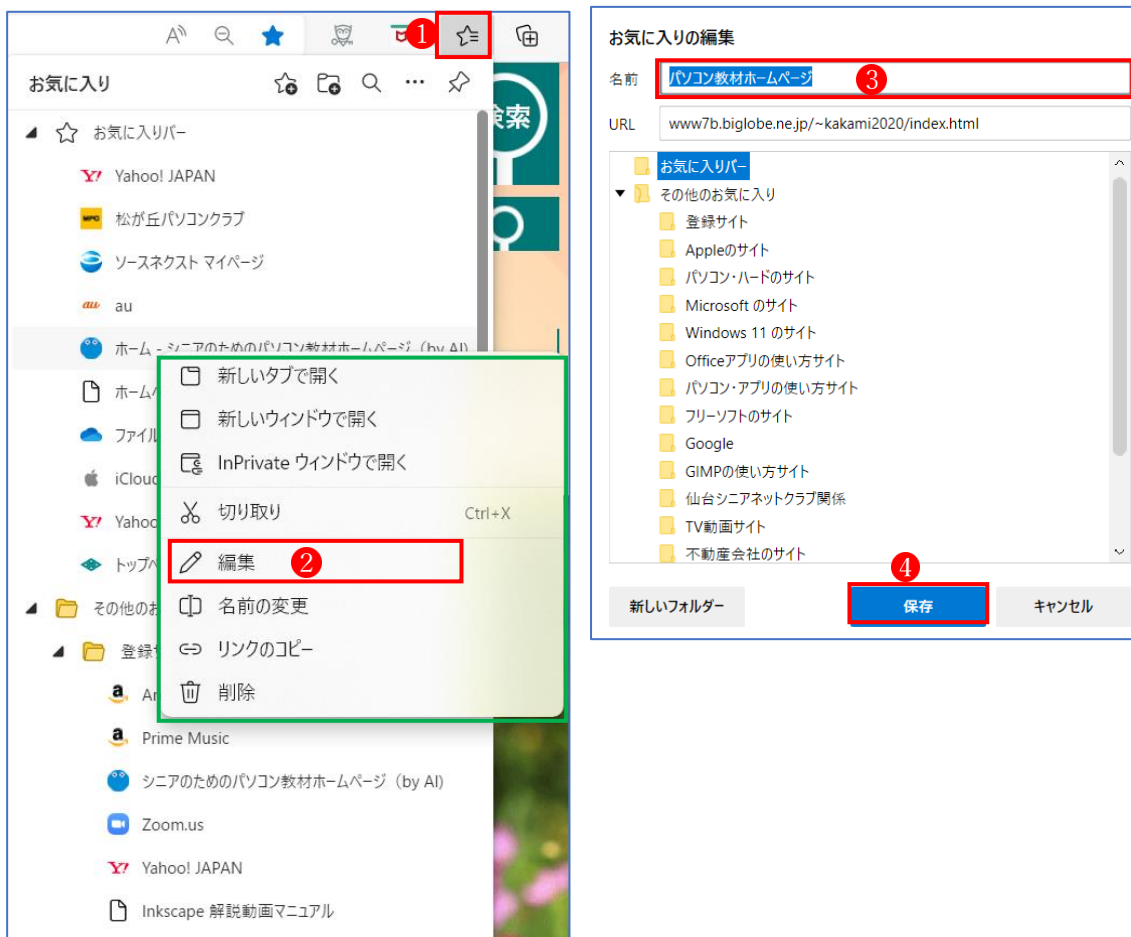 1
お気に入り
検索
お気に入りバー
Yahoo! JAPAN
松が丘パソコンクラブ
ソースネクスト マイページ
au
ホーム - シニアのためのパソコン教材ホームページ（by AI)
ホームペ
ファイル
iCloud
Yahoo
トップペ
その他のお
登録サ
Prime Music
シニアのためのパソコン教材ホームページ（by AI)
Zoom.us
Yahoo! JAPAN
Inkscape 解説動画マニュアル
新しいタブで開く
新しいウィンドウで開く
InPrivate ウィンドウで開く
切り取り Ctrl+X
編集 2
名前の変更
リンクのコピー
削除
お気に入りの編集
名前 パソコン教材ホームページ 3
URL www7b.biglobe.ne.jp/~kakami2020/index.html
お気に入りバー
その他のお気に入り
登録サイト
Appleのサイト
パソコン・ハードのサイト
Microsoft のサイト
Windows 11 のサイト
Officeアプリの使い方サイト
パソコン・アプリの使い方サイト
フリーソフトのサイト
Google
GIMPの使い方サイト
仙台シニアネットクラブ関係
TV動画サイト
不動産会社のサイト
4
新しいフォルダー 保存 キャンセル